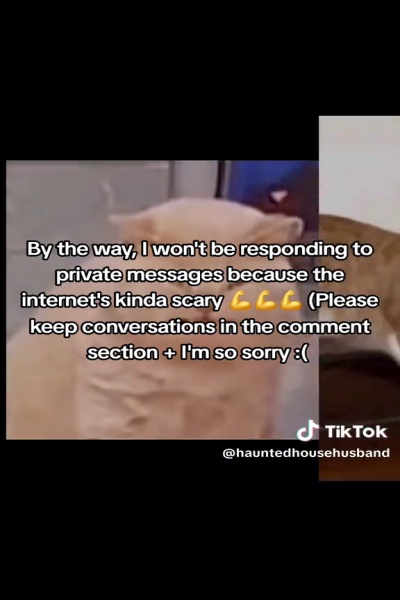 By the way, I won't be responding to
private messages because the
internet's kinda scary 💪💪💪 (Please
keep conversations in the comment
section + I'm so sorry :(
TikTok
@hauntedhousehusband